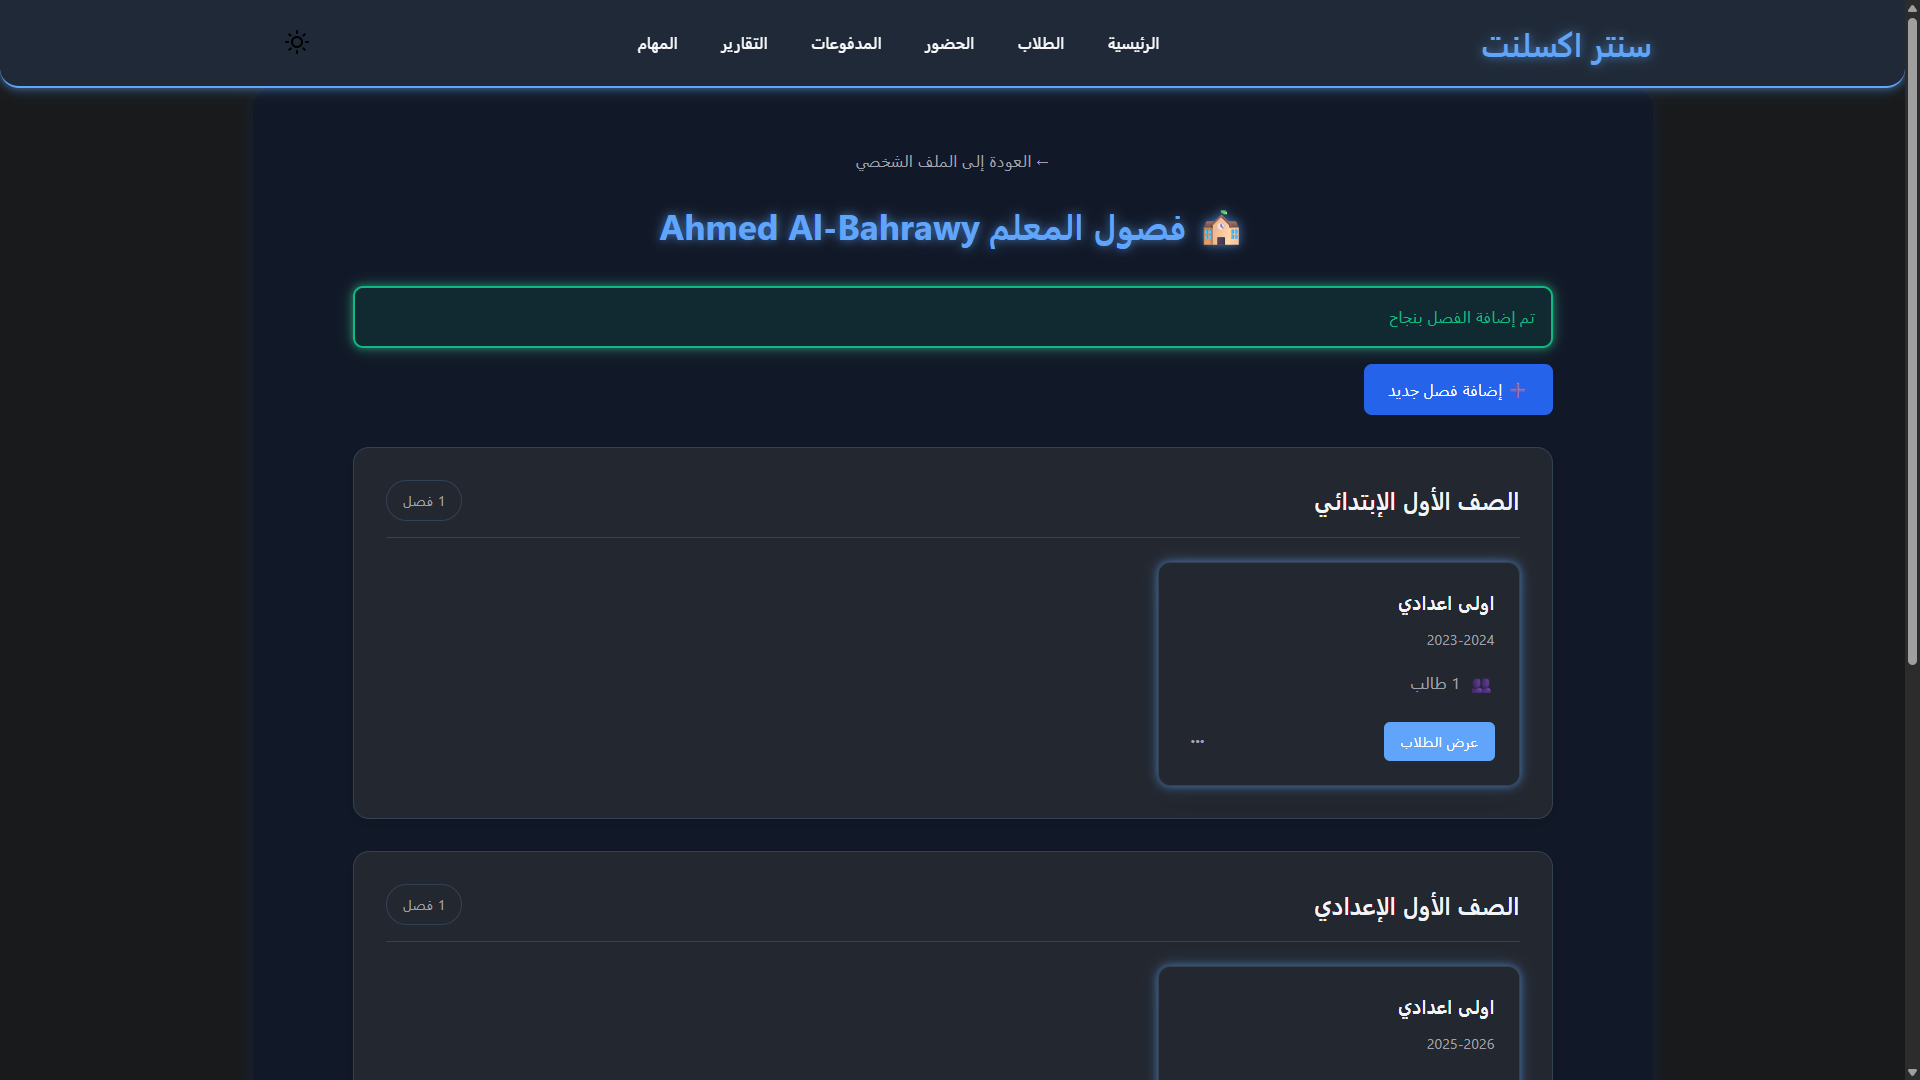 سنتر اكسلنت
الرئيسية
الطلاب
الحضور
المدفوعات
التقارير
المهام
← العودة إلى الملف الشخصي
🏫 فصول المعلم Ahmed Al-Bahrawy
تم إضافة الفصل بنجاح
➕ إضافة فصل جديد
الصف الأول الإبتدائي
1 فصل
اولى اعدادي
2023-2024
👥 1 طالب
عرض الطلاب
•••
الصف الأول الإعدادي
1 فصل
اولى اعدادي
2025-2026